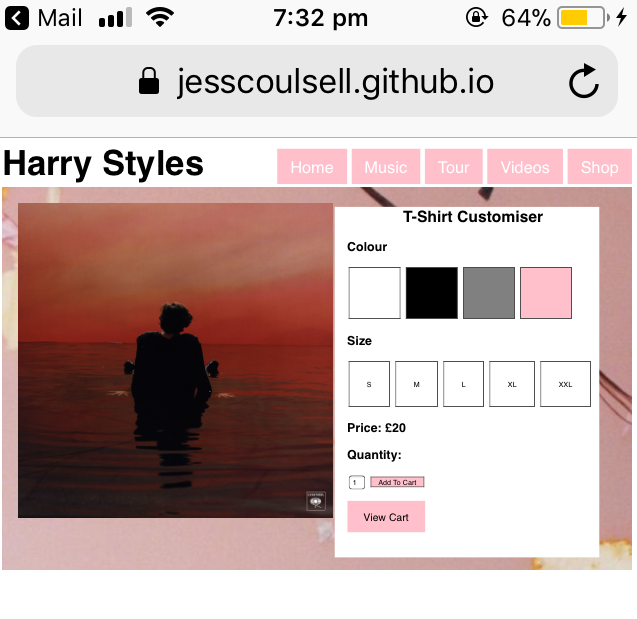 Mail 7:32 pm 64%
jesscoulsell.github.io
Harry Styles Home Music Tour Videos Shop
T-Shirt Customiser
Colour
Size
S M L XL XXL
Price: £20
Quantity:
1 Add To Cart
View Cart